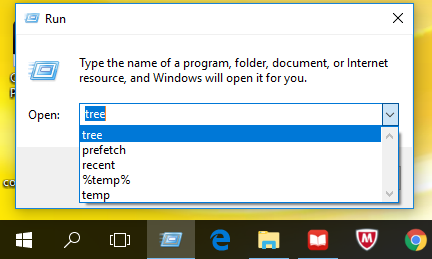 Run
Type the name of a program, folder, document, or Internet
resource, and Windows will open it for you.
Open:
tree
tree
prefetch
recent
%temp%
temp